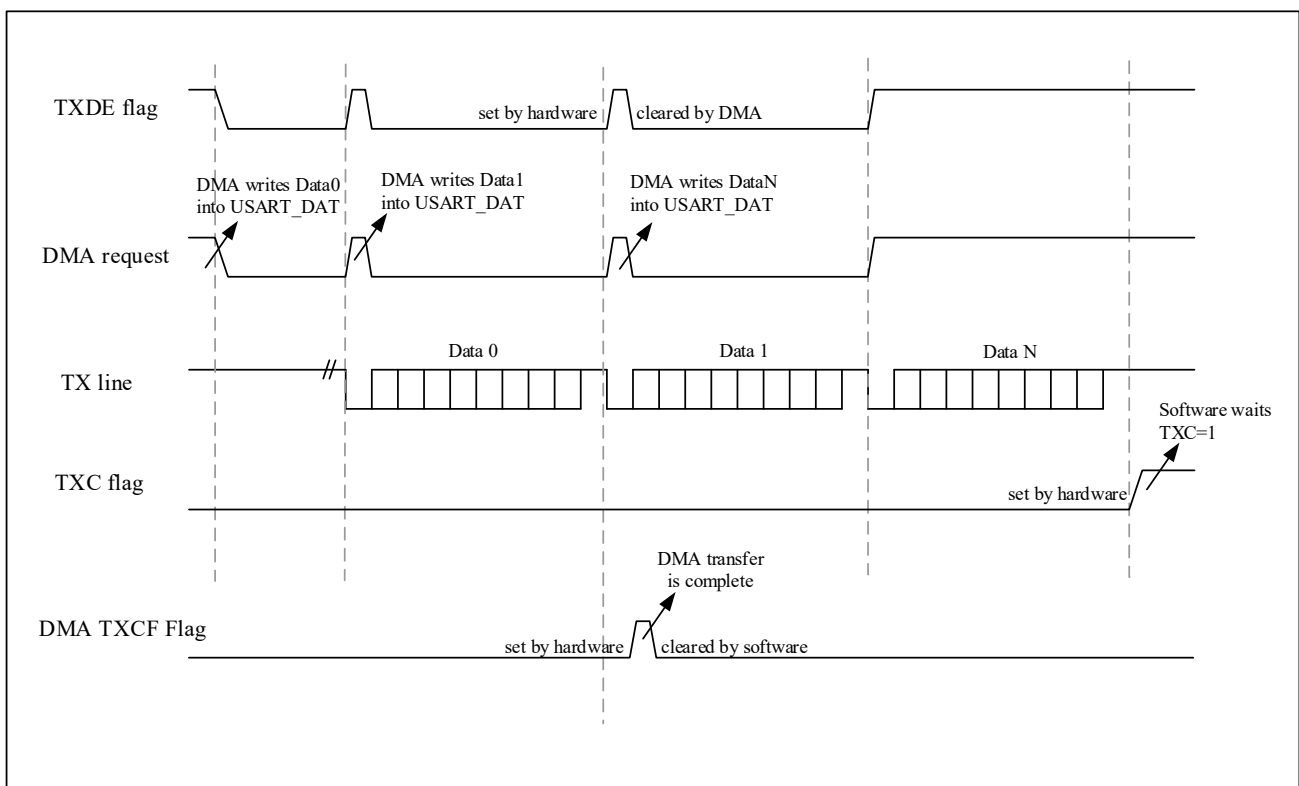 TXDE flag
set by hardware
cleared by DMA
DMA writes Data0
into USART_DAT
DMA writes Data1
into USART_DAT
DMA writes DataN
into USART_DAT
DMA request
Data 0
Data 1
Data N
TX line
Software waits
TXC=1
TXC flag
set by hardware
DMA transfer
is complete
DMA TXCF Flag
set by hardware
cleared by software